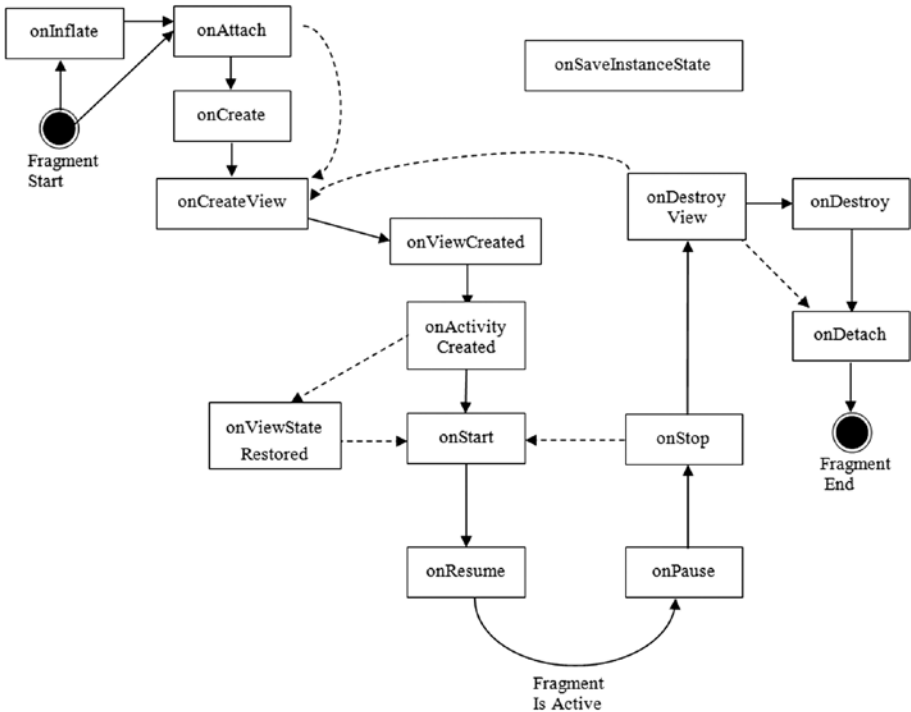 onInflate
onAttach
onSaveInstanceState
onCreate
Fragment
Start
onCreateView
onDestroy
View
onDestroy
onViewCreated
onActivity
Created
onDetach
onViewState
Restored
onStart
onStop
Fragment
End
onResume
onPause
Fragment
Is Active